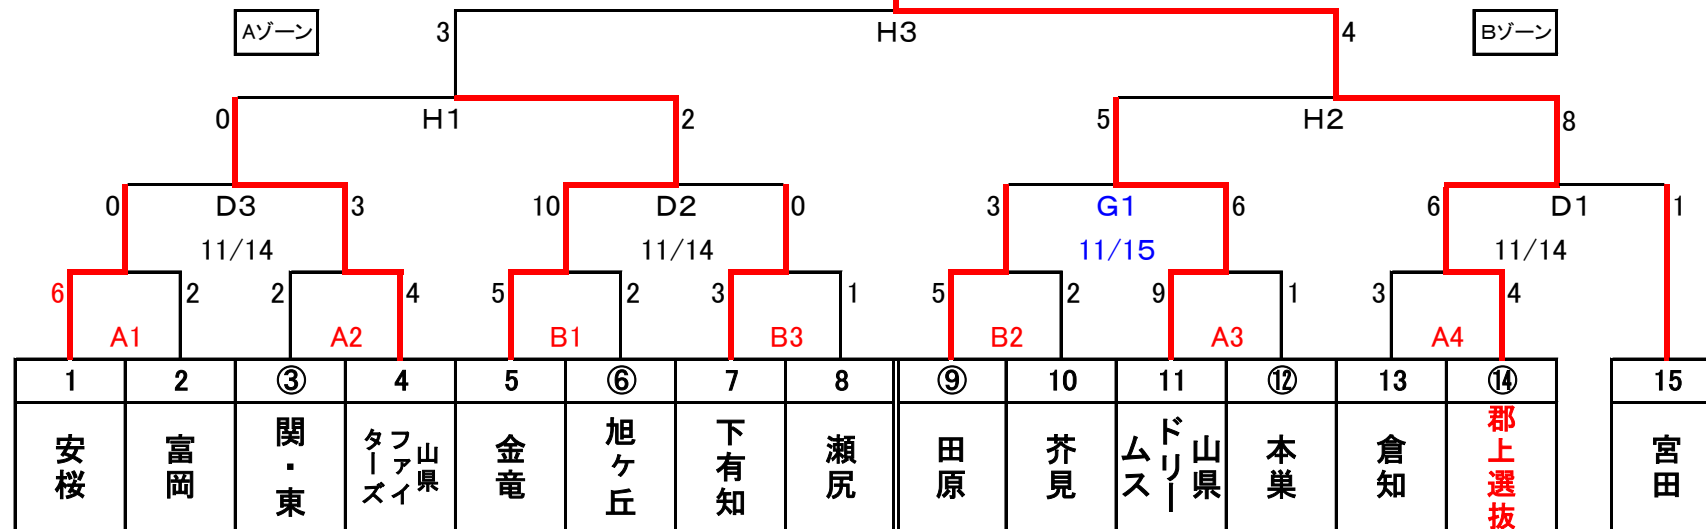 Aゾーン
3
H3
4
Bゾーン
0
H1
2
5
H2
8
0
D3
3
10
D2
0
3
G1
6
6
D1
1
11/14
11/14
11/15
11/14
6
2
2
4
5
2
3
1
5
2
9
1
3
4
A1
A2
B1
B3
B2
A3
A4
1
2
③
4
5
⑥
7
8
⑨
10
11
⑫
13
⑭
15
安桜
富岡
関・東
山県
ファイ
ターズ
金竜
旭ヶ丘
下有知
瀬尻
田原
芥見
山県
ドリー
ムス
本巣
倉知
郡上選抜
宮田